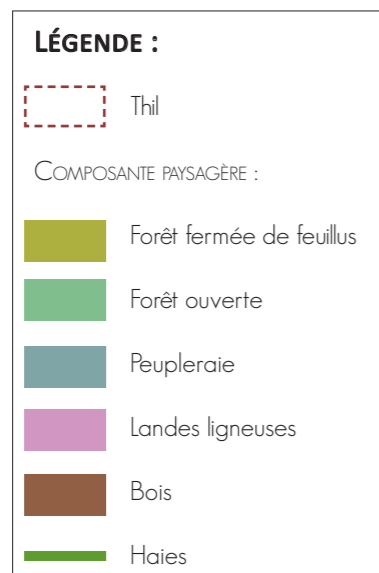 LÉGENDE :
Thil
COMPOSANTE PAYSAGÈRE :
Forêt fermée de feuillus
Forêt ouverte
Peupleraie
Landes ligneuses
Bois
Haies